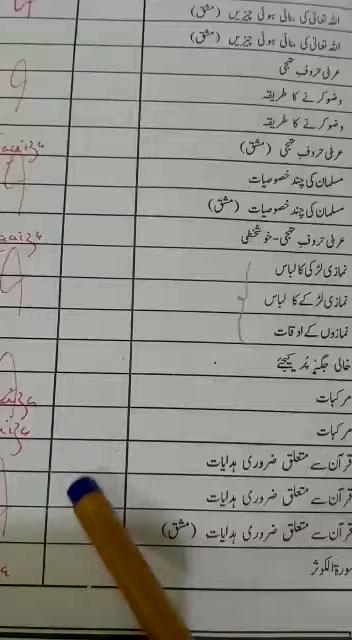 اللہ تعالیٰ کی بنائی ہوئی چیزیں (مشق)
اللہ تعالیٰ کی بنائی ہوئی چیزیں (مشق)
عربی حروف تہجی
وضو کرنے کا طریقہ
وضو کرنے کا طریقہ
عربی حروف تہجی (مشق)
مسلمان کی چند خصوصیات
مسلمان کی چند خصوصیات (مشق)
عربی حروف تہجی - خوشخطی
نمازی لڑکی کا لباس
نمازی لڑکے کا لباس
نمازوں کے اوقات
خالی جگہ پُر کیجئے
مرکبات
مرکبات
قرآن سے متعلق ضروری ہدایات
قرآن سے متعلق ضروری ہدایات
قرآن سے متعلق ضروری ہدایات (مشق)
سورۃ الکوثر